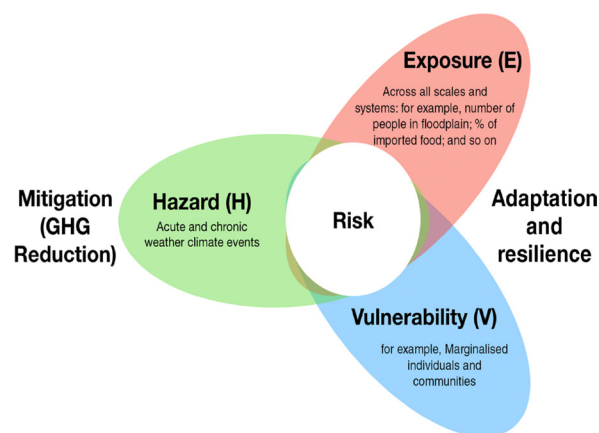 Exposure (E)
Across all scales and
systems: for example, number of
people in floodplain; % of
imported food; and so on
Mitigation
(GHG
Reduction)
Hazard (H)
Acute and chronic
weather climate events
Risk
Adaptation
and
resilience
Vulnerability (V)
for example, Marginalised
individuals and
communities